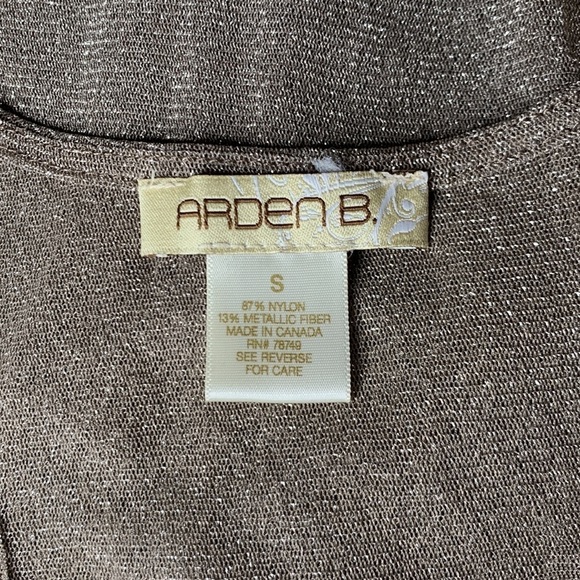 ARDEN B.
S
87% NYLON
13% METALLIC FIBER
MADE IN CANADA
RN# 78749
SEE REVERSE
FOR CARE